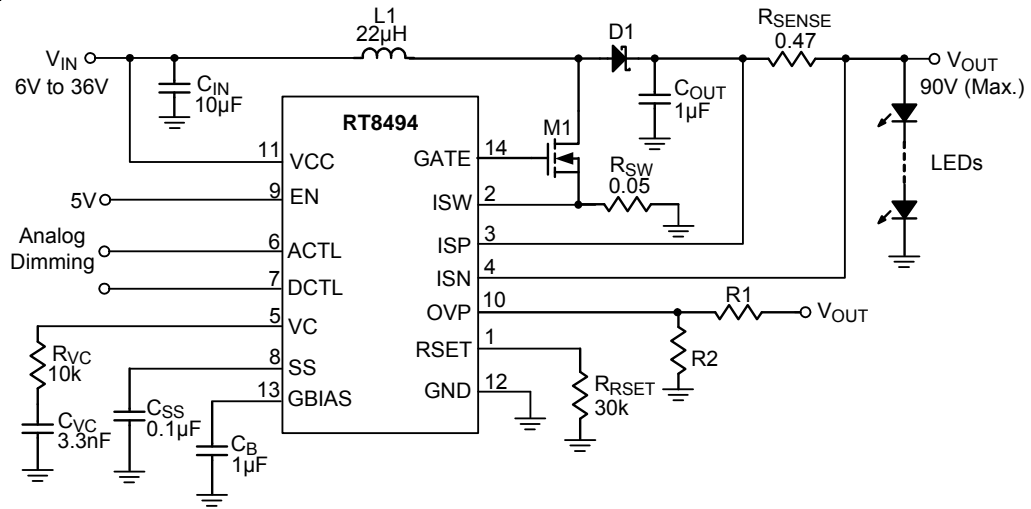 L1
22µH
D1
RSENSE
0.47
VIN
6V to 36V
CIN
10µF
COUT
1µF
VOUT
90V (Max.)
RT8494
M1
LEDs
11 VCC
GATE 14
RSW
0.05
5V
9 EN
ISW 2
Analog
Dimming
6 ACTL
ISP 3
7 DCTL
ISN 4
5 VC
OVP 10
R1
VOUT
R2
RVC
10k
8 SS
RSET 1
13 GBIAS
GND 12
RRSET
30k
CVC
3.3nF
CSS
0.1µF
CB
1µF